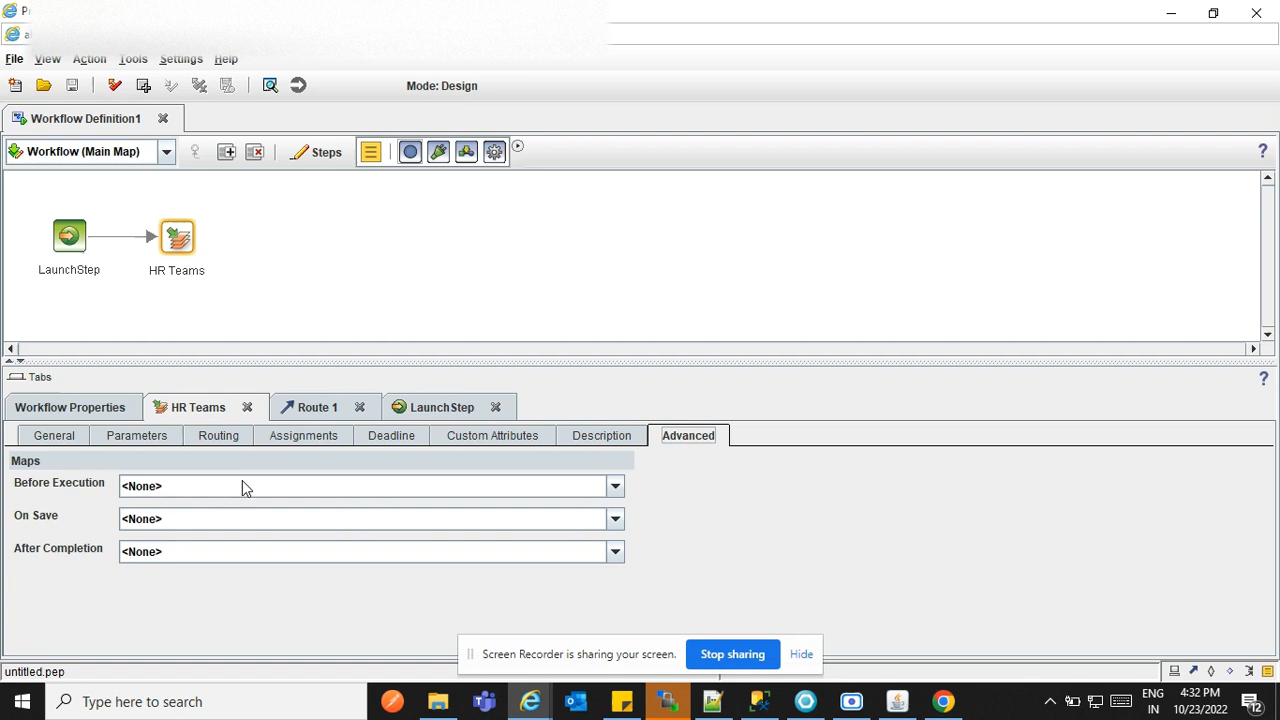 P
a
File View Action Tools Settings Help
Mode: Design
Workflow Definition1
Workflow (Main Map) Steps ?
LaunchStep HR Teams
Tabs ?
Workflow Properties HR Teams Route 1 LaunchStep
General Parameters Routing Assignments Deadline Custom Attributes Description Advanced
Maps
Before Execution <None>
On Save <None>
After Completion <None>
Screen Recorder is sharing your screen. Stop sharing Hide
untitled.pep
Type here to search
ENG 4:32 PM
IN 10/23/2022 12